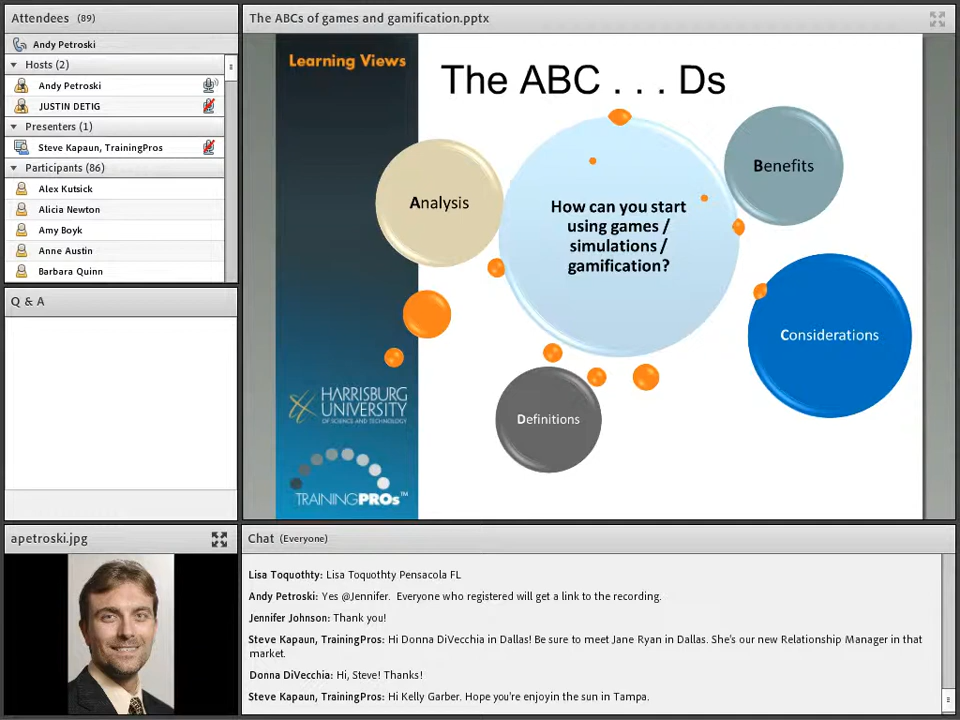 Attendees (89)
Andy Petroski
Hosts (2)
Andy Petroski
JUSTIN DETIG
Presenters (1)
Steve Kapaun, TrainingPros
Participants (86)
Alex Kutsick
Alicia Newton
Amy Boyk
Anne Austin
Barbara Quinn
Q & A
apetroski.jpg
The ABCs of games and gamification.pptx
Learning Views
The ABC . . . Ds
Analysis
How can you start
using games /
simulations /
gamification?
Benefits
Considerations
Definitions
HARRISBURG
UNIVERSITY
OF SCIENCE AND TECHNOLOGY
TRAININGPROs™
Chat (Everyone)
Lisa Toquothty: Lisa Toquothty Pensacola FL
Andy Petroski: Yes @Jennifer. Everyone who registered will get a link to the recording.
Jennifer Johnson: Thank you!
Steve Kapaun, TrainingPros: Hi Donna DiVecchia in Dallas! Be sure to meet Jane Ryan in Dallas. She's our new Relationship Manager in that
market.
Donna DiVecchia: Hi, Steve! Thanks!
Steve Kapaun, TrainingPros: Hi Kelly Garber. Hope you're enjoyin the sun in Tampa.